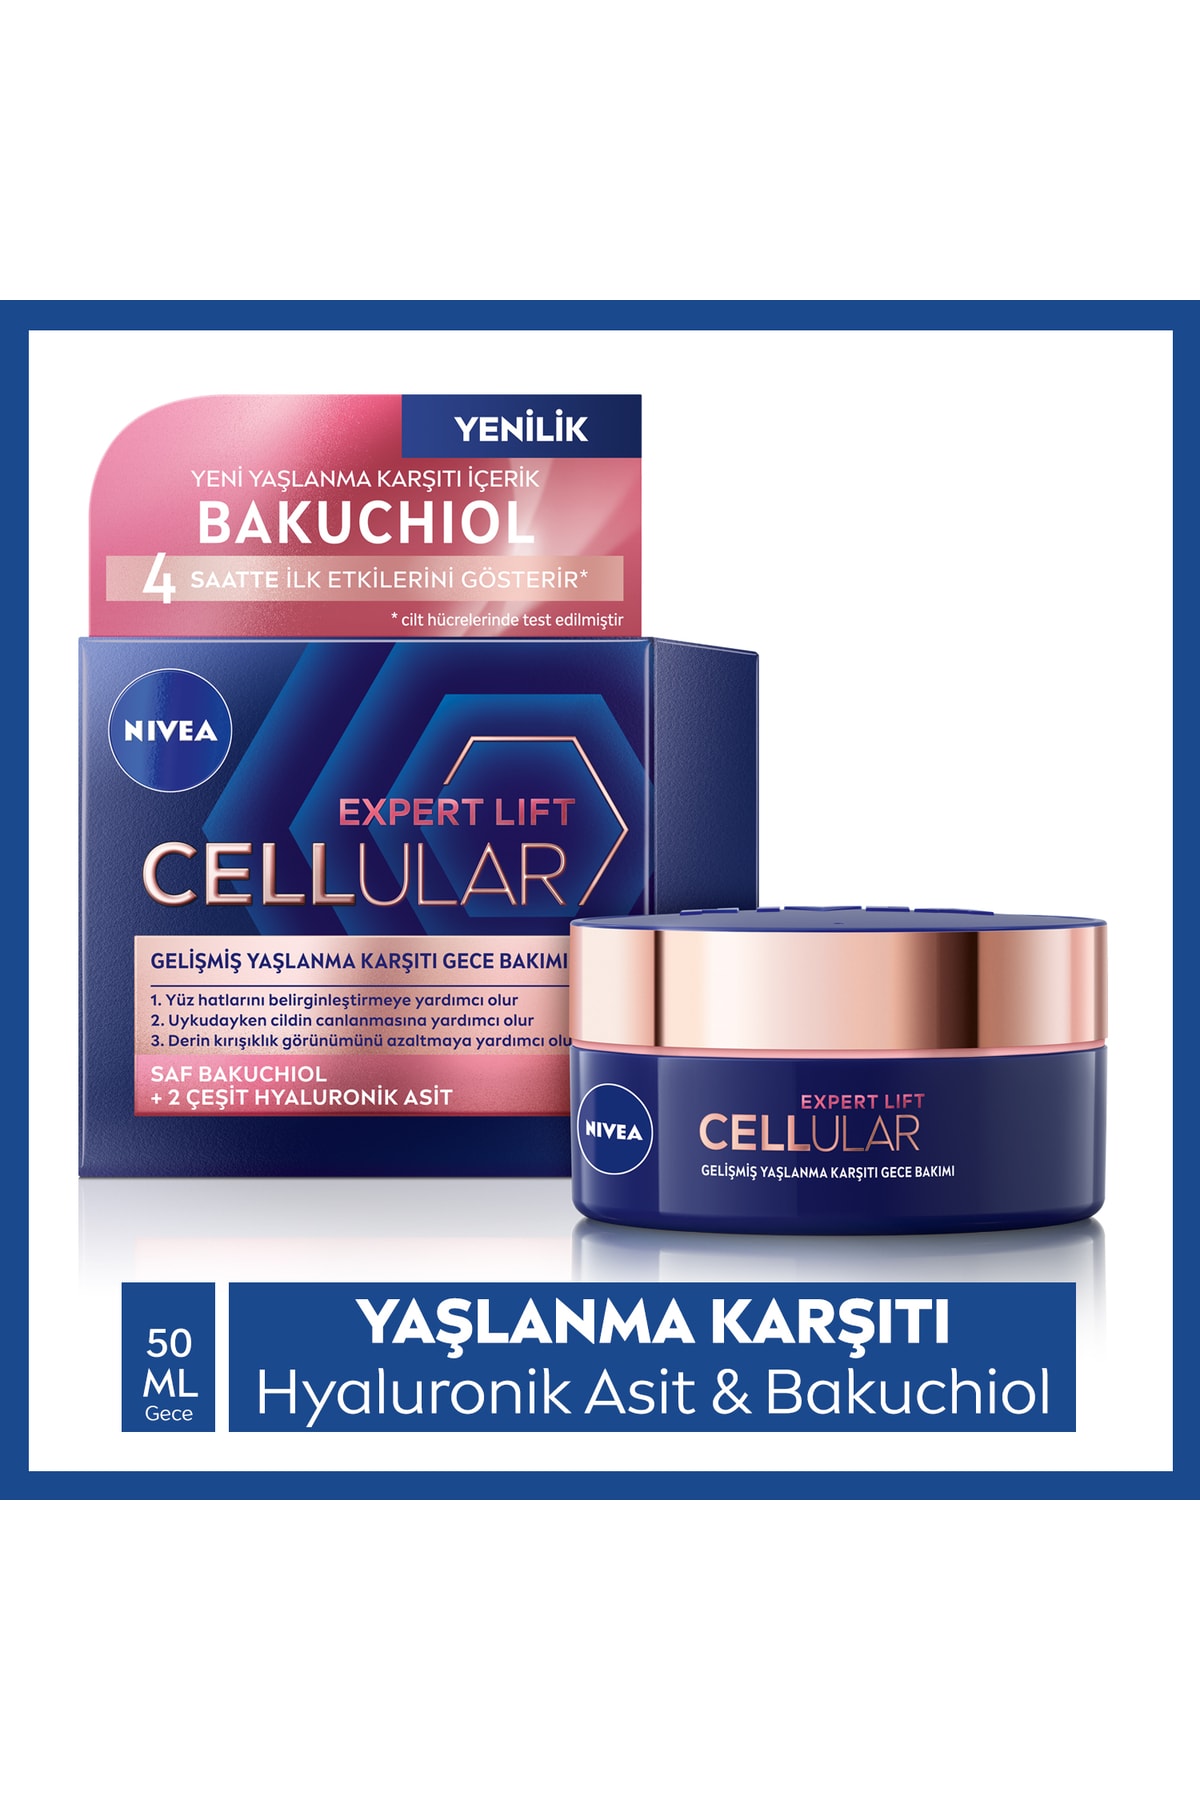 YENİLİK
YENİ YAŞLANMA KARŞITI İÇERİK
BAKUCHIOL
4 SAATTE İLK ETKİLERİNİ GÖSTERİR*
* cilt hücrelerinde test edilmiştir
NIVEA
EXPERT LIFT
CELLULAR
GELİŞMİŞ YAŞLANMA KARŞITI GECE BAKIMI
1. Yüz hatlarını belirginleştirmeye yardımcı olur
2. Uykudayken cildin canlanmasına yardımcı olur
3. Derin kırışıklık görünümünü azaltmaya yardımcı olu
SAF BAKUCHIOL
+ 2 ÇEŞİT HYALURONİK ASİT
NIVEA
EXPERT LIFT
CELLULAR
GELİŞMİŞ YAŞLANMA KARŞITI GECE BAKIMI
50
ML
Gece
YAŞLANMA KARŞITI
Hyaluronik Asit & Bakuchiol